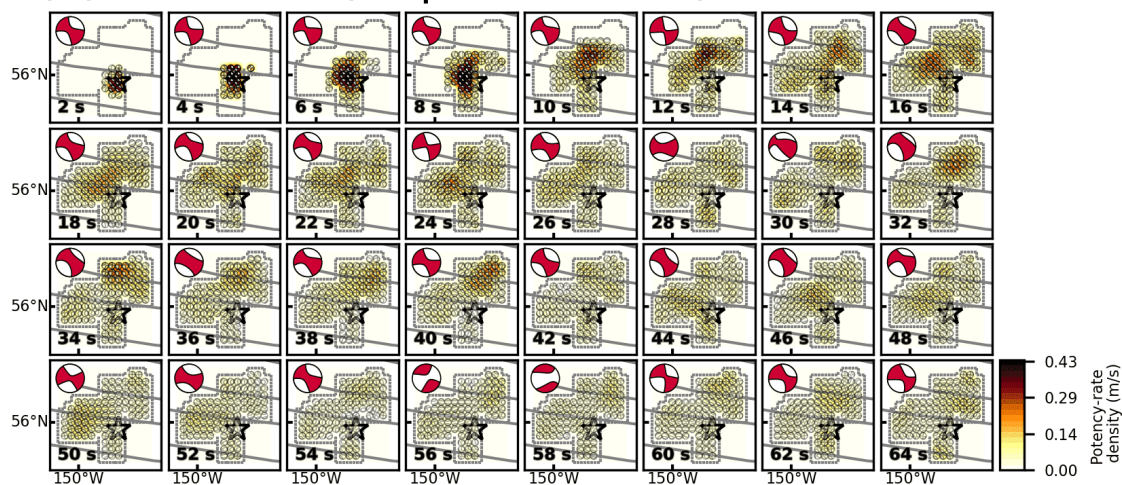 56°N
2 s 4 s 6 s 8 s 10 s 12 s 14 s 16 s
56°N
18 s 20 s 22 s 24 s 26 s 28 s 30 s 32 s
56°N
34 s 36 s 38 s 40 s 42 s 44 s 46 s 48 s
56°N
50 s 52 s 54 s 56 s 58 s 60 s 62 s 64 s
150°W 150°W 150°W 150°W 150°W 150°W 150°W 150°W
0.43
0.29
0.14
0.00
Potency-rate
density (m/s)